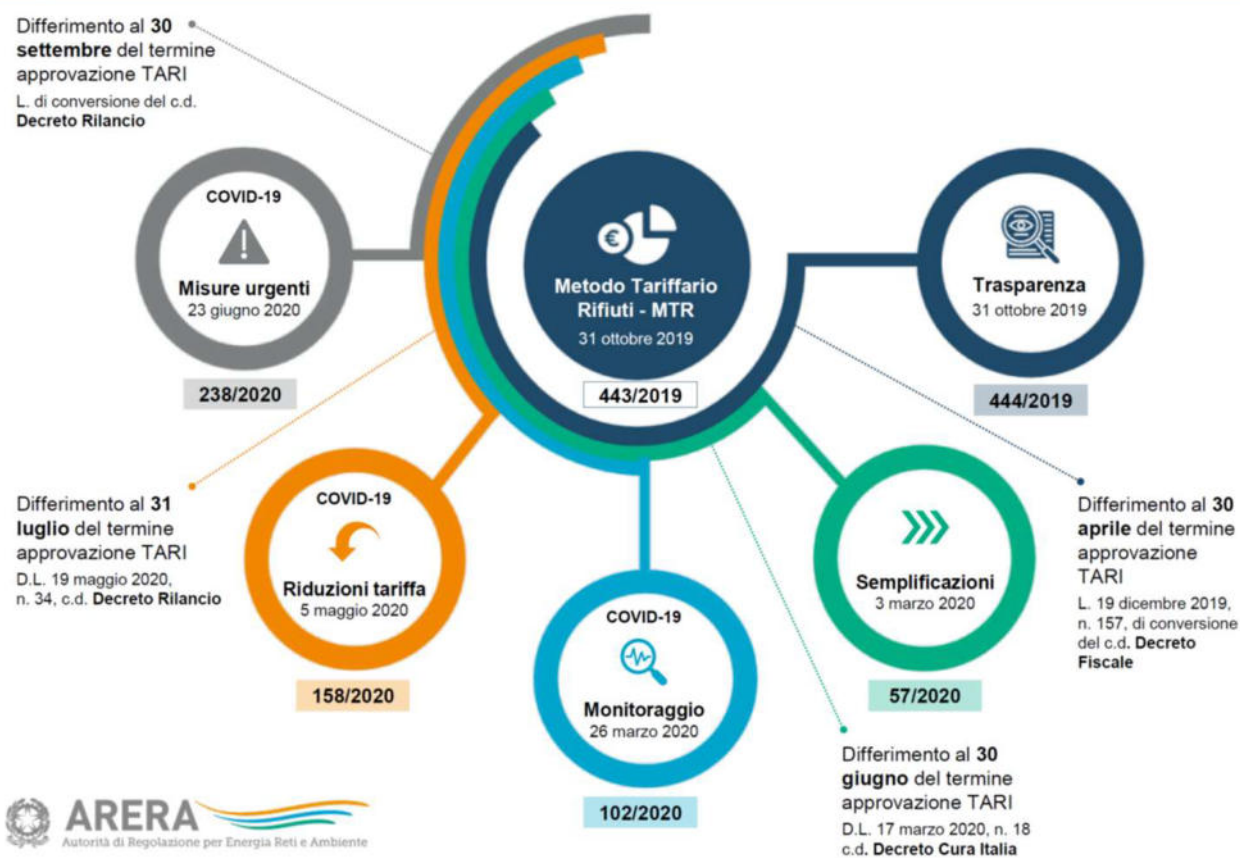 Differimento al 30
settembre del termine
approvazione TARI
L. di conversione del c.d.
Decreto Rilancio
COVID-19
Misure urgenti
23 giugno 2020
238/2020
Metodo Tariffario
Rifiuti - MTR
31 ottobre 2019
443/2019
Trasparenza
31 ottobre 2019
444/2019
Differimento al 31
luglio del termine
approvazione TARI
D.L. 19 maggio 2020,
n. 34, c.d. Decreto Rilancio
COVID-19
Riduzioni tariffa
5 maggio 2020
158/2020
COVID-19
Monitoraggio
26 marzo 2020
102/2020
Semplificazioni
3 marzo 2020
57/2020
Differimento al 30
aprile del termine
approvazione
TARI
L. 19 dicembre 2019,
n. 157, di conversione
del c.d. Decreto
Fiscale
Differimento al 30
giugno del termine
approvazione TARI
D.L. 17 marzo 2020, n. 18
c.d. Decreto Cura Italia
ARERA
Autorità di Regolazione per Energia Reti e Ambiente